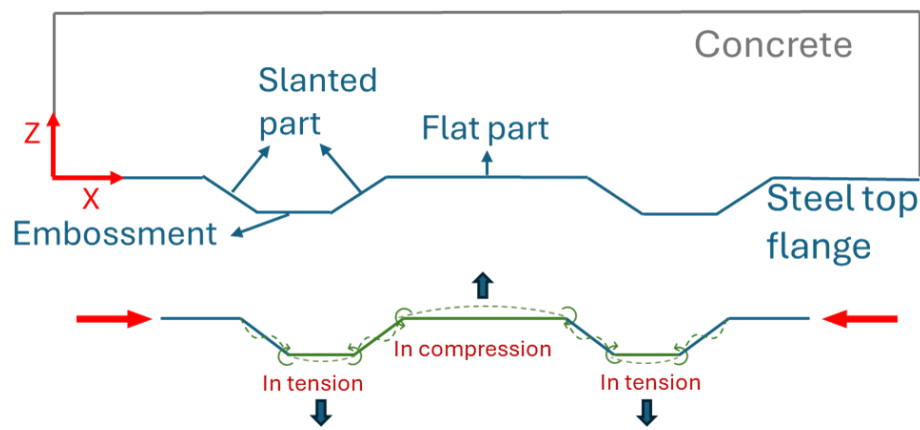 Concrete
Slanted
part
Flat part
Z
X
Embossment
Steel top
flange
In compression
In tension
In tension